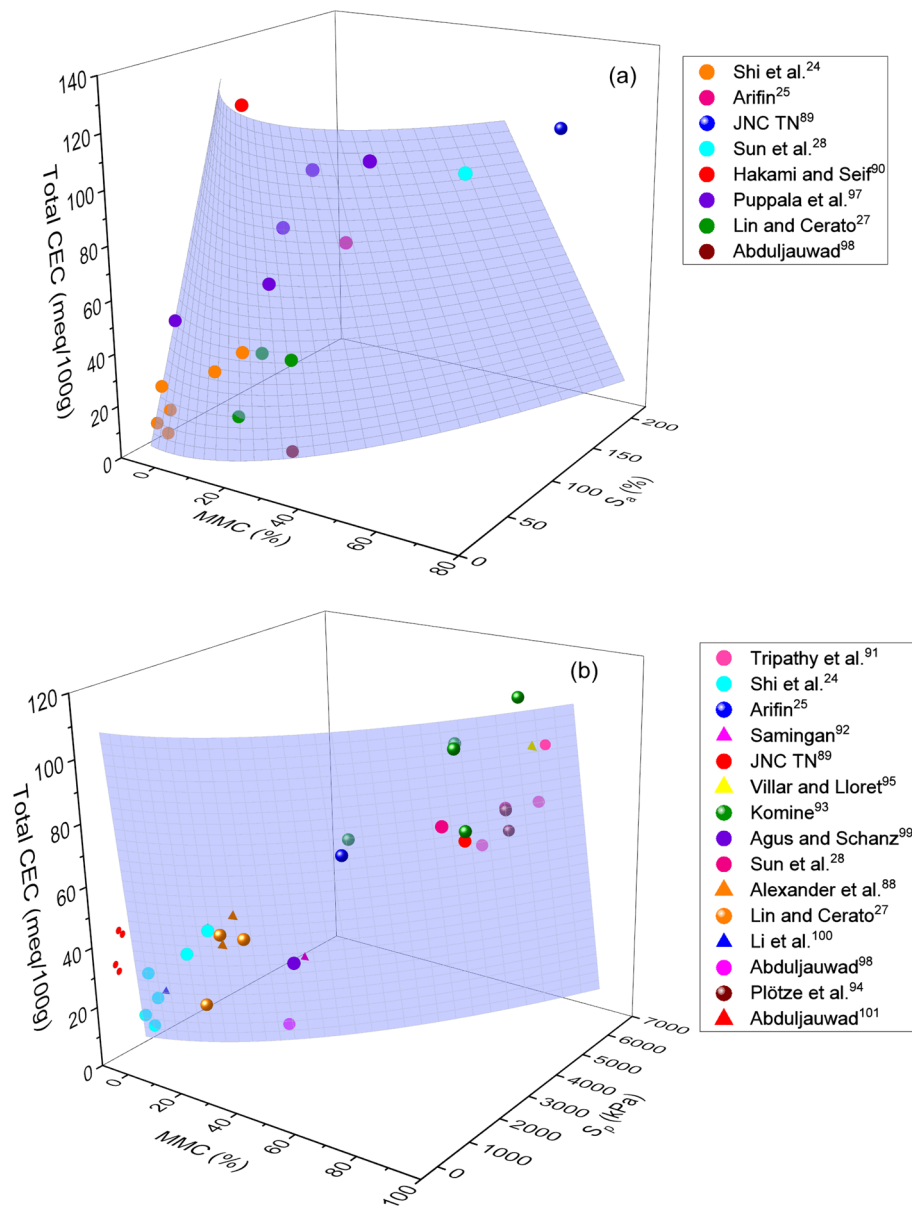 (a)
140
120
100
80
60
40
20
0
Total CEC (meq/100g)
0
20
40
60
80
MMC (%)
0
50
100
150
200
Sa (%)
Shi et al.24
Arifin25
JNC TN89
Sun et al.28
Hakami and Seif90
Puppala et al.97
Lin and Cerato27
Abduljauwad98
(b)
120
100
80
60
40
20
0
Total CEC (meq/100g)
0
20
40
60
80
100
MMC (%)
0
1000
2000
3000
4000
5000
6000
7000
Sp (kPa)
Tripathy et al.91
Shi et al.24
Arifin25
Samingan92
JNC TN89
Villar and Lloret95
Komine93
Agus and Schanz99
Sun et al.28
Alexander et al.88
Lin and Cerato27
Li et al.100
Abduljauwad98
Plötze et al.94
Abduljauwad101